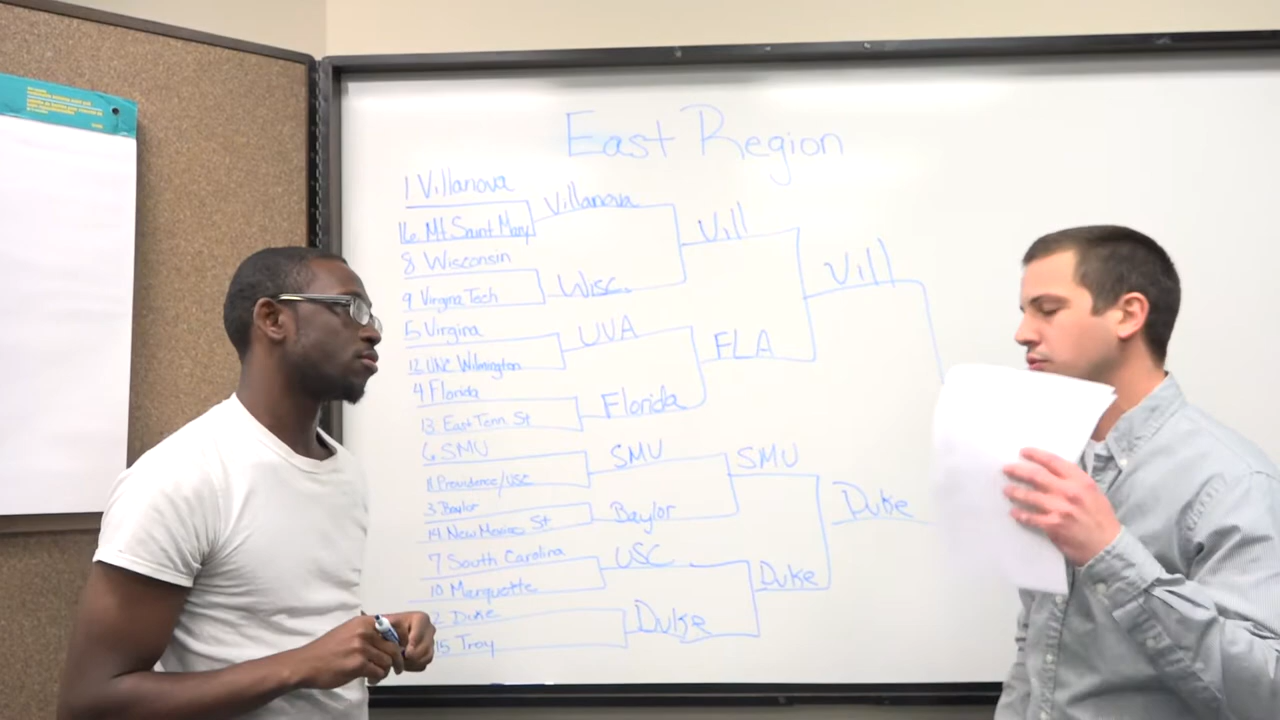 East Region
1 Villanova
16. Mt Saint Mary
8 Wisconsin
9 Virgina Tech
5 Virgina
12 UNC Wilmington
4 Florida
13. East Tenn St
6 SMU
11 Providence/USC
3 Baylor
14 New Mexico St
7 South Carolina
10 Marquette
2 Duke
15 Troy
Villanova
Wisc.
UVA
Florida
SMU
Baylor
USC
Duke
Vill
FLA
SMU
Duke
Vill
Duke